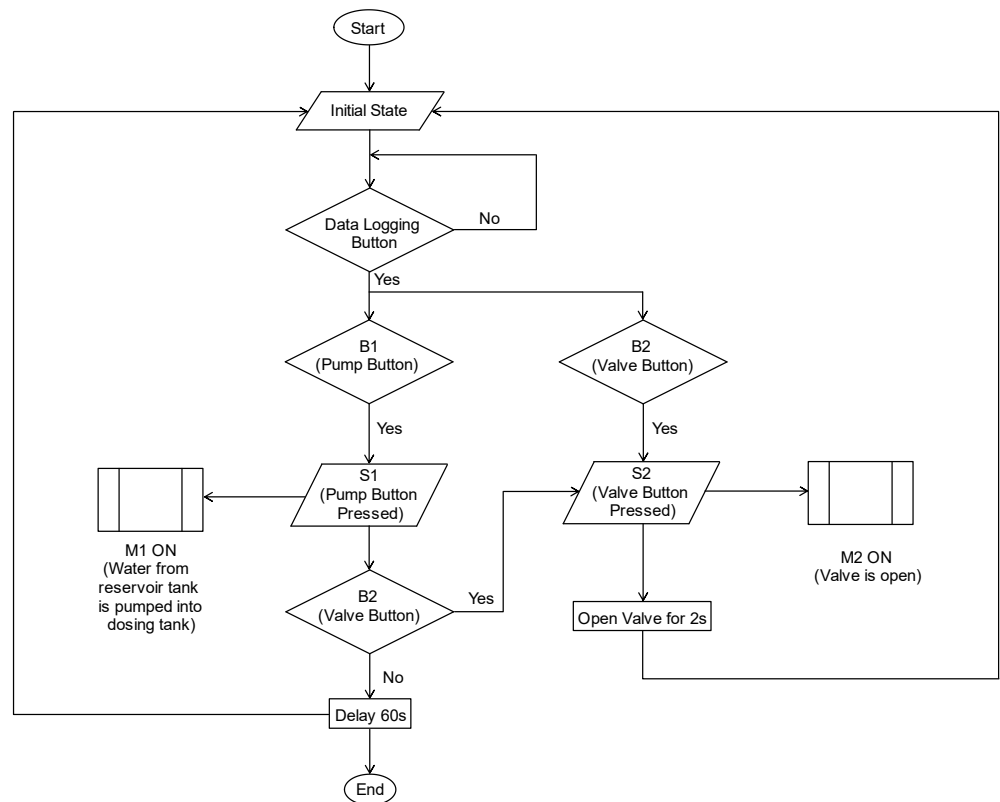 Start
Initial State
Data Logging
Button
No
Yes
B1
(Pump Button)
B2
(Valve Button)
Yes
Yes
S1
(Pump Button
Pressed)
S2
(Valve Button
Pressed)
M1 ON
(Water from
reservoir tank
is pumped into
dosing tank)
M2 ON
(Valve is open)
B2
(Valve Button)
Yes
Open Valve for 2s
No
Delay 60s
End